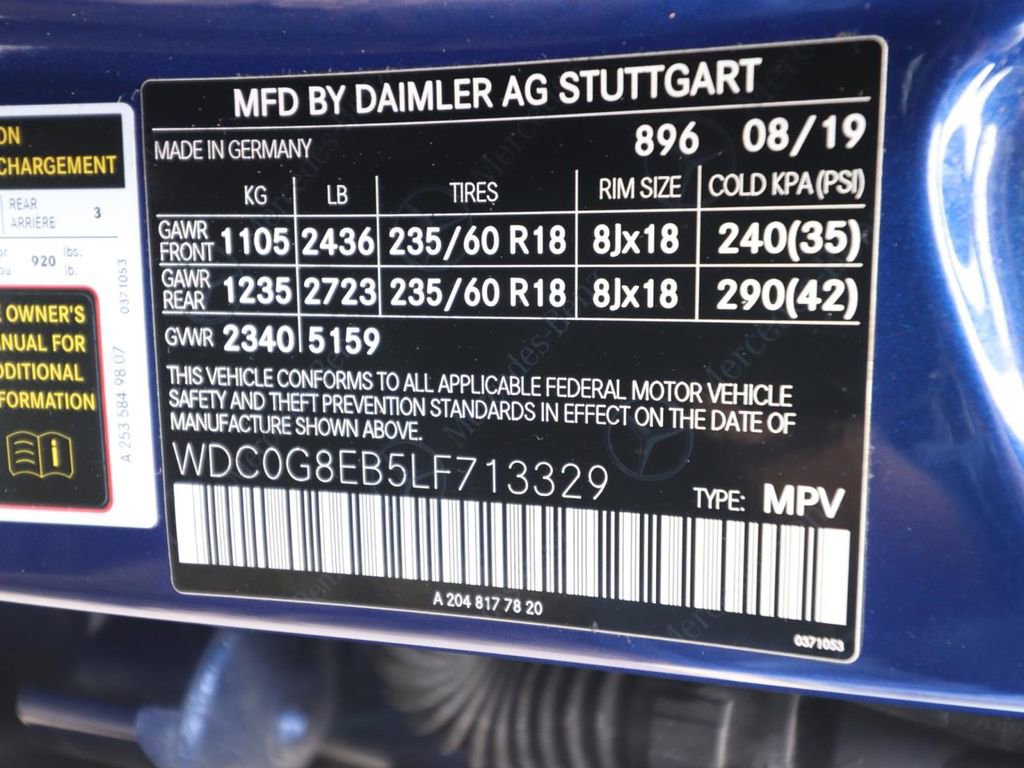 MFD BY DAIMLER AG STUTTGART
MADE IN GERMANY 896 08/19
KG LB TIRES RIM SIZE COLD KPA(PSI)
GAWR FRONT 1105 2436 235/60 R18 8Jx18 240(35)
GAWR REAR 1235 2723 235/60 R18 8Jx18 290(42)
GVWR 2340 5159
THIS VEHICLE CONFORMS TO ALL APPLICABLE FEDERAL MOTOR VEHICLE
SAFETY AND THEFT PREVENTION STANDARDS IN EFFECT ON THE DATE OF
MANUFACTURE SHOWN ABOVE.
WDC0G8EB5LF713329
TYPE: MPV
A 204 817 78 20
0371053
CHARGEMENT
REAR
ARRIÈRE 3
920 lbs.
lb.
OWNER'S
FOR
0371053
A 253 584 98 07